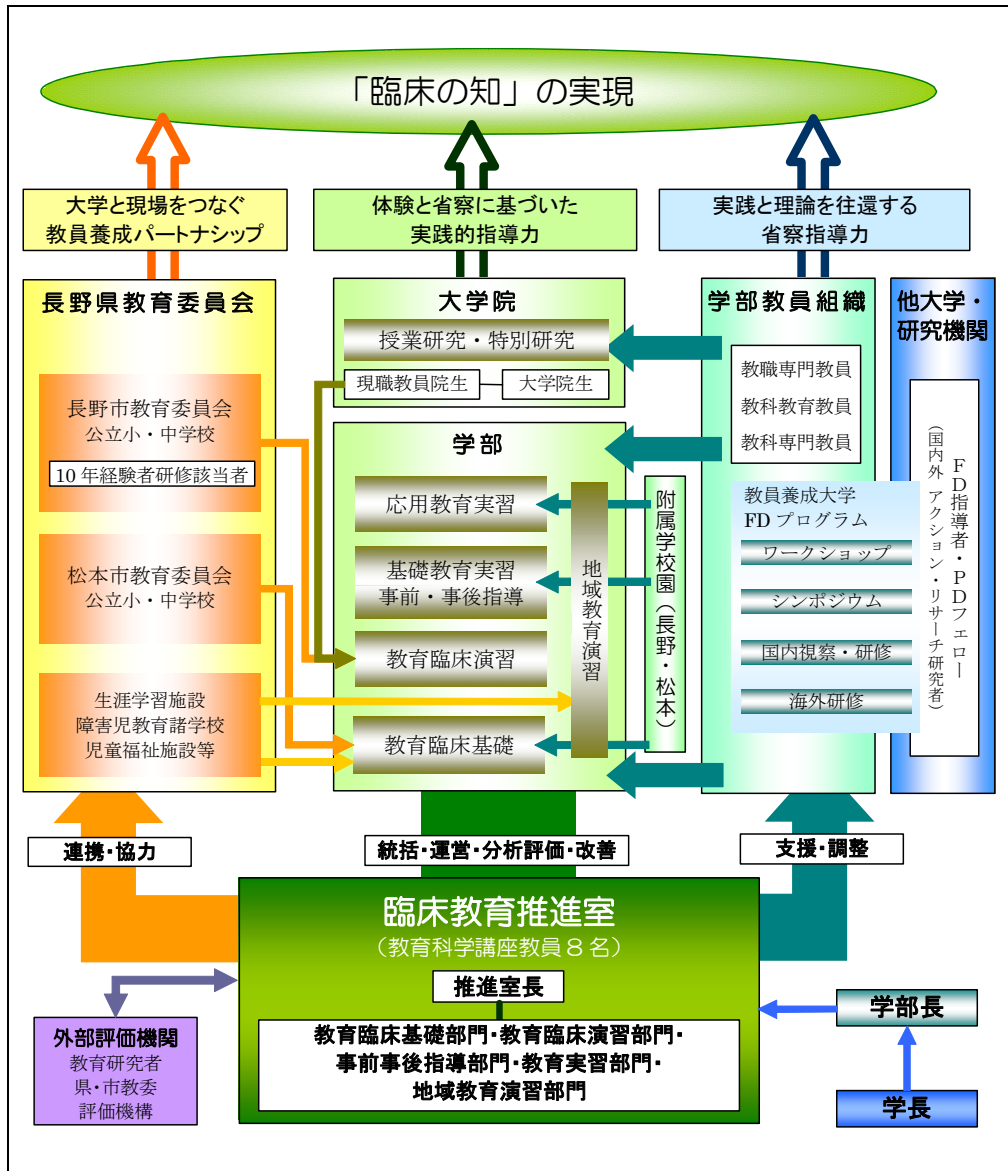 「臨床の知」の実現
大学と現場をつなぐ
教員養成パートナシップ
体験と省察に基づいた
実践的指導力
実践と理論を往還する
省察指導力
長野県教育委員会
長野市教育委員会
公立小・中学校
10年経験者研修該当者
松本市教育委員会
公立小・中学校
生涯学習施設
障害児教育諸学校
児童福祉施設等
大学院
授業研究・特別研究
現職教員院生
大学院生
学部
応用教育実習
基礎教育実習
事前・事後指導
教育臨床演習
教育臨床基礎
地域教育演習
附属学校園（長野・松本）
学部教員組織
教職専門教員
教科教育教員
教科専門教員
教員養成大学
FDプログラム
ワークショップ
シンポジウム
国内視察・研修
海外研修
他大学・
研究機関
FD指導者・PDフェロー
（国内外 アクション・リサーチ研究者）
連携・協力
統括・運営・分析評価・改善
支援・調整
臨床教育推進室
（教育科学講座教員8名）
推進室長
教育臨床基礎部門・教育臨床演習部門・
事前事後指導部門・教育実習部門・
地域教育演習部門
外部評価機関
教育研究者
県・市教委
評価機構
学部長
学長